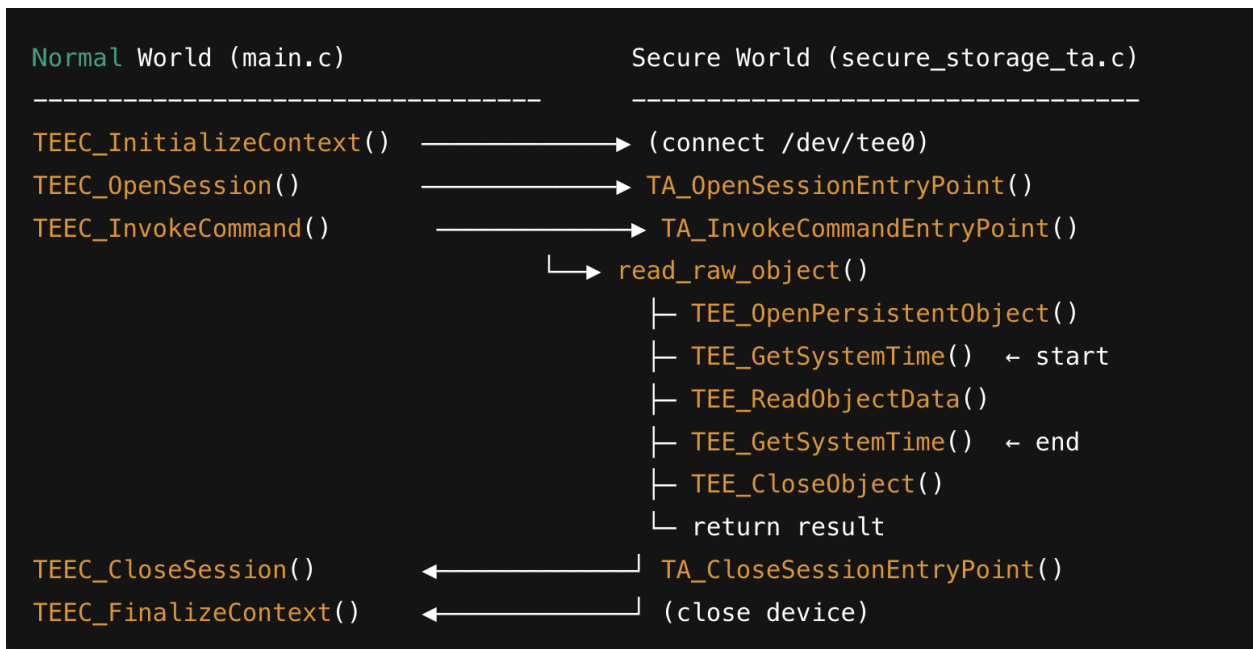 Normal World (main.c)                   Secure World (secure_storage_ta.c)
----------------------------------      ----------------------------------
TEEC_InitializeContext()  ─────────────▶ (connect /dev/tee0)
TEEC_OpenSession()        ─────────────▶ TA_OpenSessionEntryPoint()
TEEC_InvokeCommand()       ─────────────▶ TA_InvokeCommandEntryPoint()
                                  └──▶ read_raw_object()
                                         ├─ TEE_OpenPersistentObject()
                                         ├─ TEE_GetSystemTime()  ← start
                                         ├─ TEE_ReadObjectData()
                                         ├─ TEE_GetSystemTime()  ← end
                                         ├─ TEE_CloseObject()
                                         └─ return result
TEEC_CloseSession()       ◀─────────────┘ TA_CloseSessionEntryPoint()
TEEC_FinalizeContext()    ◀─────────────┘ (close device)